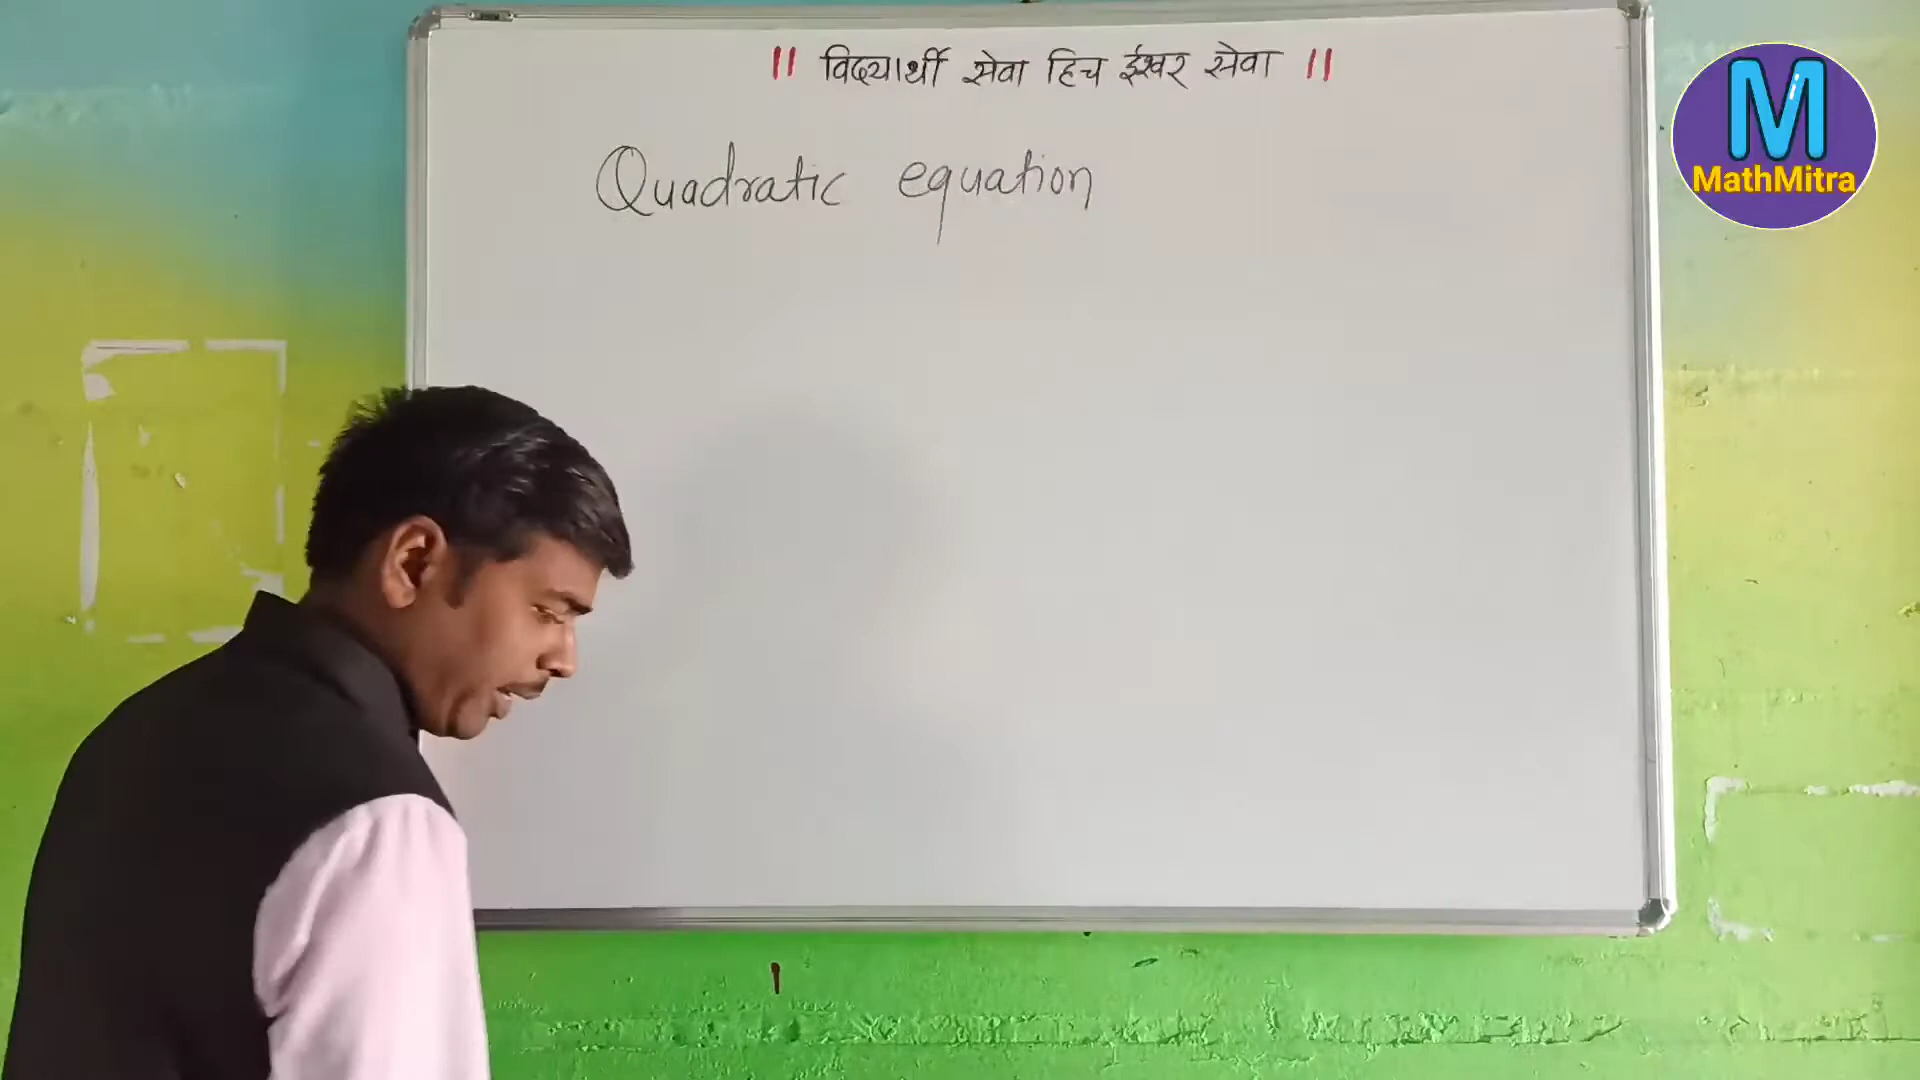 || विद्यार्थी सेवा हिच ईश्वर सेवा ||
Quadratic equation
M
MathMitra